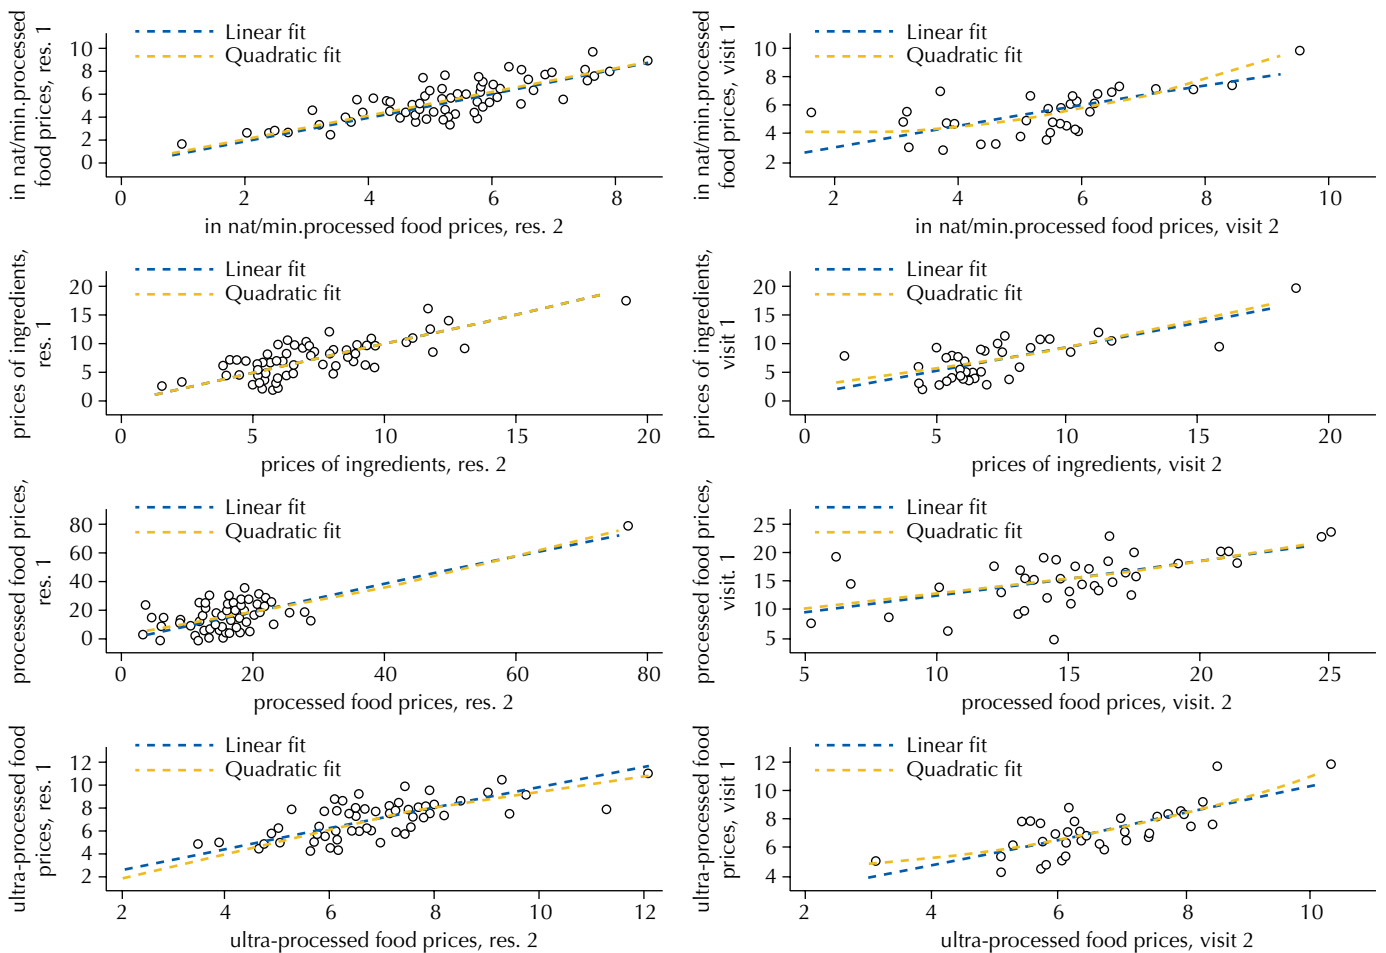 in nat/min.processed
food prices, res. 1
Linear fit
Quadratic fit
10
8
6
4
2
0
0 2 4 6 8
in nat/min.processed food prices, res. 2
in nat/min.processed
food prices, visit 1
Linear fit
Quadratic fit
10
8
6
4
2
2 4 6 8 10
in nat/min.processed food prices, visit 2
prices of ingredients,
res. 1
Linear fit
Quadratic fit
20
15
10
5
0
0 5 10 15 20
prices of ingredients, res. 2
prices of ingredients,
visit 1
Linear fit
Quadratic fit
20
15
10
5
0
0 5 10 15 20
prices of ingredients, visit 2
processed food prices,
res. 1
Linear fit
Quadratic fit
80
60
40
20
0
0 20 40 60 80
processed food prices, res. 2
processed food prices,
visit. 1
Linear fit
Quadratic fit
25
20
15
10
5
5 10 15 20 25
processed food prices, visit. 2
ultra-processed food
prices, res. 1
Linear fit
Quadratic fit
12
10
8
6
4
2
2 4 6 8 10 12
ultra-processed food prices, res. 2
ultra-processed food
prices, visit 1
Linear fit
Quadratic fit
12
10
8
6
4
2 4 6 8 10
ultra-processed food prices, visit 2